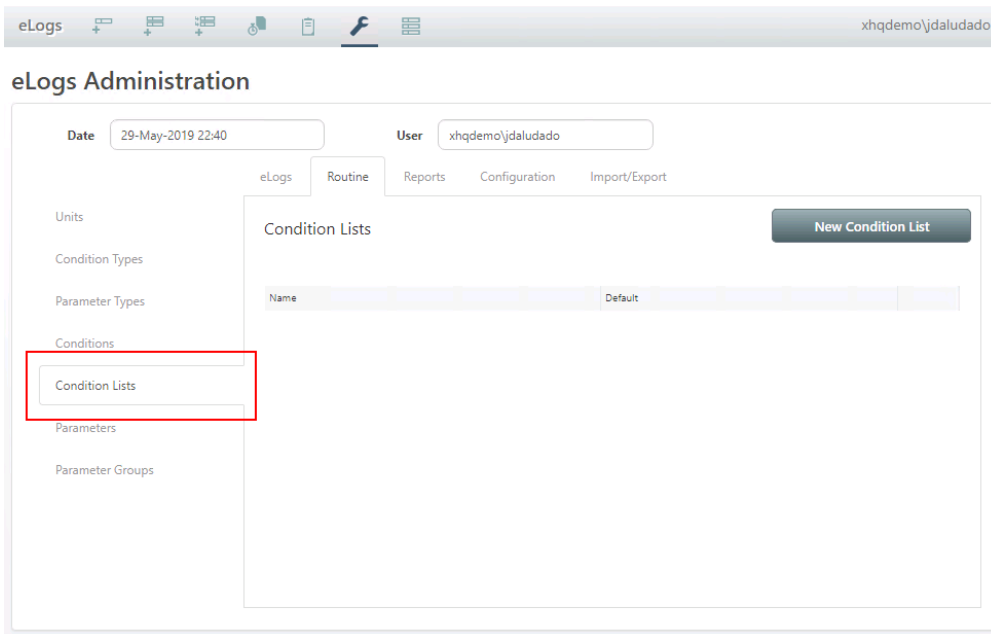 eLogs xhqdemo\jdaludado
eLogs Administration
Date 29-May-2019 22:40 User xhqdemo\jdaludado
eLogs Routine Reports Configuration Import/Export
Units
Condition Lists New Condition List
Condition Types
Parameter Types
Name Default
Conditions
Condition Lists
Parameters
Parameter Groups